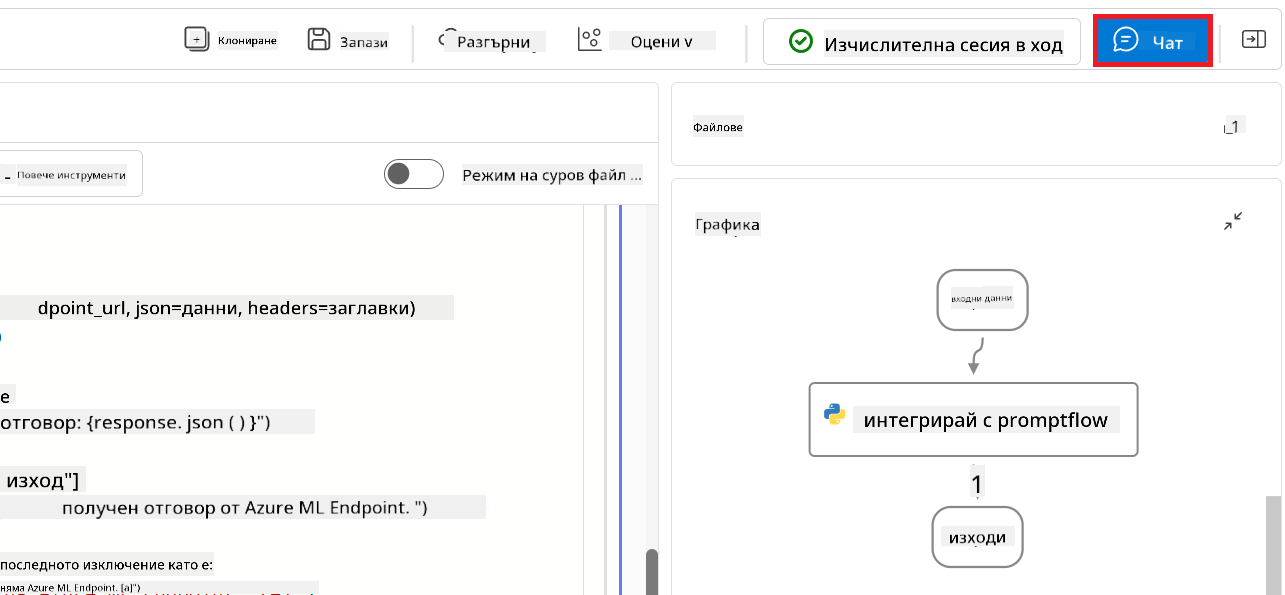 Клониране
Запази
Разгърни
Оцени v
Изчислителна сесия в ход
Чат
Файлове
1
- Повече инструменти
Режим на суров файл ...
Графика
входни данни
dpoint_url, json=данни, headers=заглавки)
е
отговор: {response. json ( ) }")
интегрирай с promptflow
изход"]
1
получен отговор от Azure ML Endpoint. ")
изходи
последното изключение като e:
няма Azure ML Endpoint. [a]")